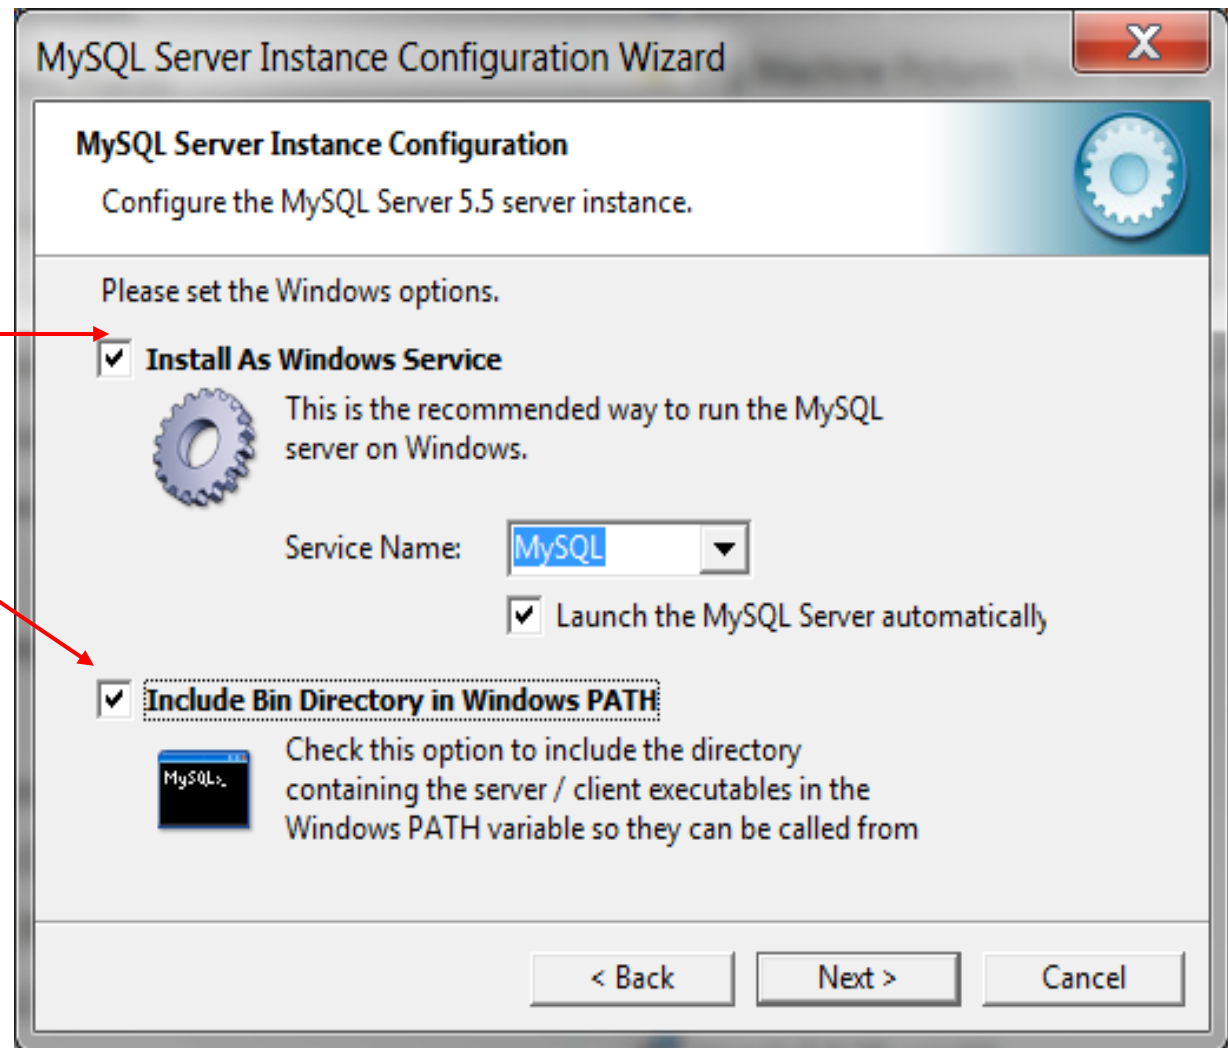 MySQL Server Instance Configuration Wizard
MySQL Server Instance Configuration
Configure the MySQL Server 5.5 server instance.
Please set the Windows options.
Install As Windows Service
This is the recommended way to run the MySQL
server on Windows.
Service Name: MySQL
Launch the MySQL Server automatically
Include Bin Directory in Windows PATH
MySQL>_
Check this option to include the directory
containing the server / client executables in the
Windows PATH variable so they can be called from
< Back Next > Cancel